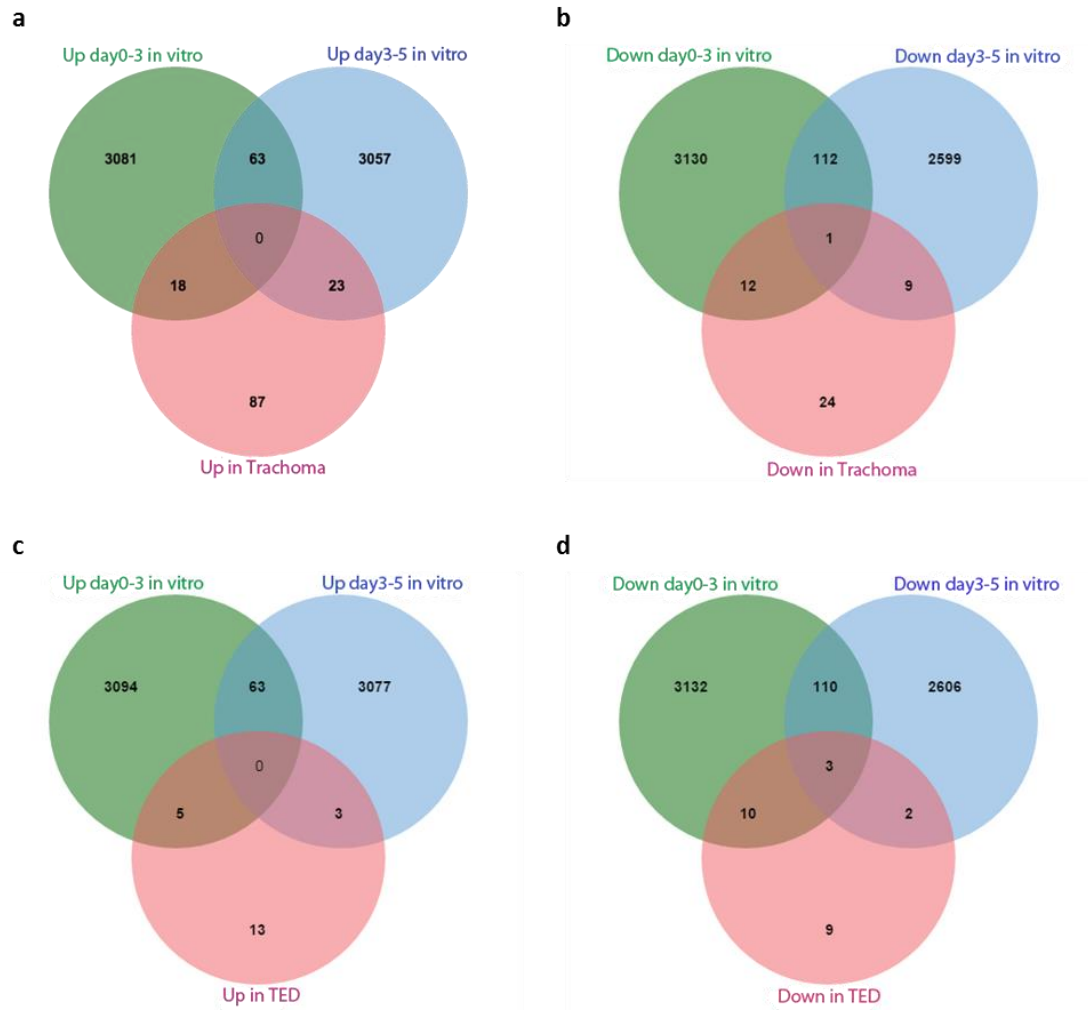 a
Up day0-3 in vitro
Up day3-5 in vitro
3081
63
3057
0
18
23
87
Up in Trachoma
b
Down day0-3 in vitro
Down day3-5 in vitro
3130
112
2599
1
12
9
24
Down in Trachoma
c
Up day0-3 in vitro
Up day3-5 in vitro
3094
63
3077
0
5
3
13
Up in TED
d
Down day0-3 in vitro
Down day3-5 in vitro
3132
110
2606
3
10
2
9
Down in TED